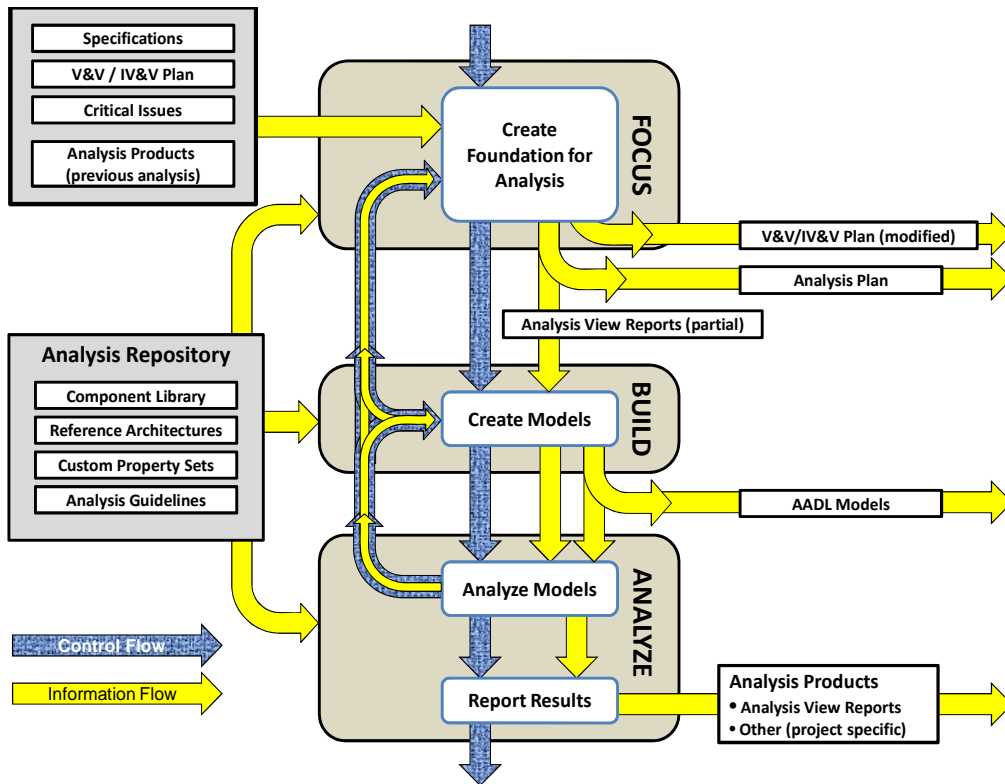 Specifications
V&V / IV&V Plan
Critical Issues
Analysis Products
(previous analysis)
Create
Foundation for
Analysis
FOCUS
V&V/IV&V Plan (modified)
Analysis Plan
Analysis View Reports (partial)
Analysis Repository
Component Library
Reference Architectures
Custom Property Sets
Analysis Guidelines
Create Models
BUILD
AADL Models
Analyze Models
ANALYZE
Control Flow
Information Flow
Report Results
Analysis Products
• Analysis View Reports
• Other (project specific)